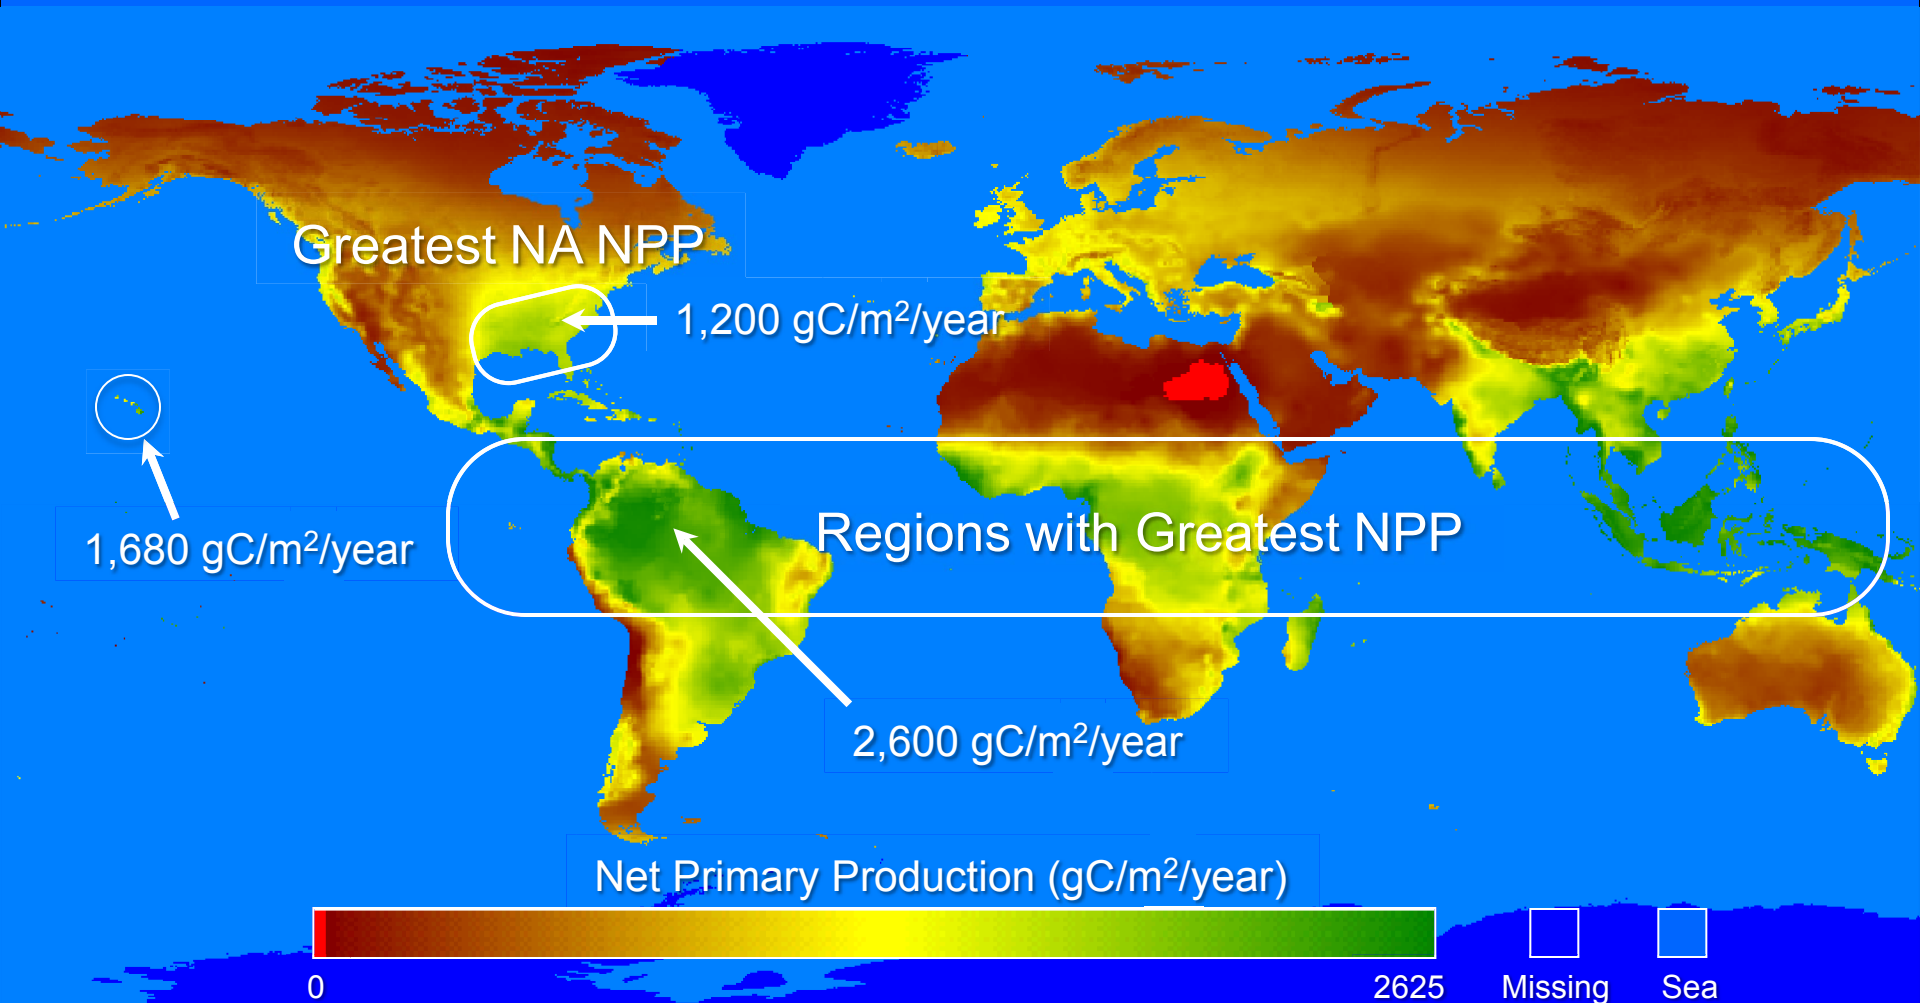 Greatest NA NPP
1,200 gC/m²/year
Regions with Greatest NPP
1,680 gC/m²/year
2,600 gC/m²/year
Net Primary Production (gC/m²/year)
0
2625
Missing
Sea